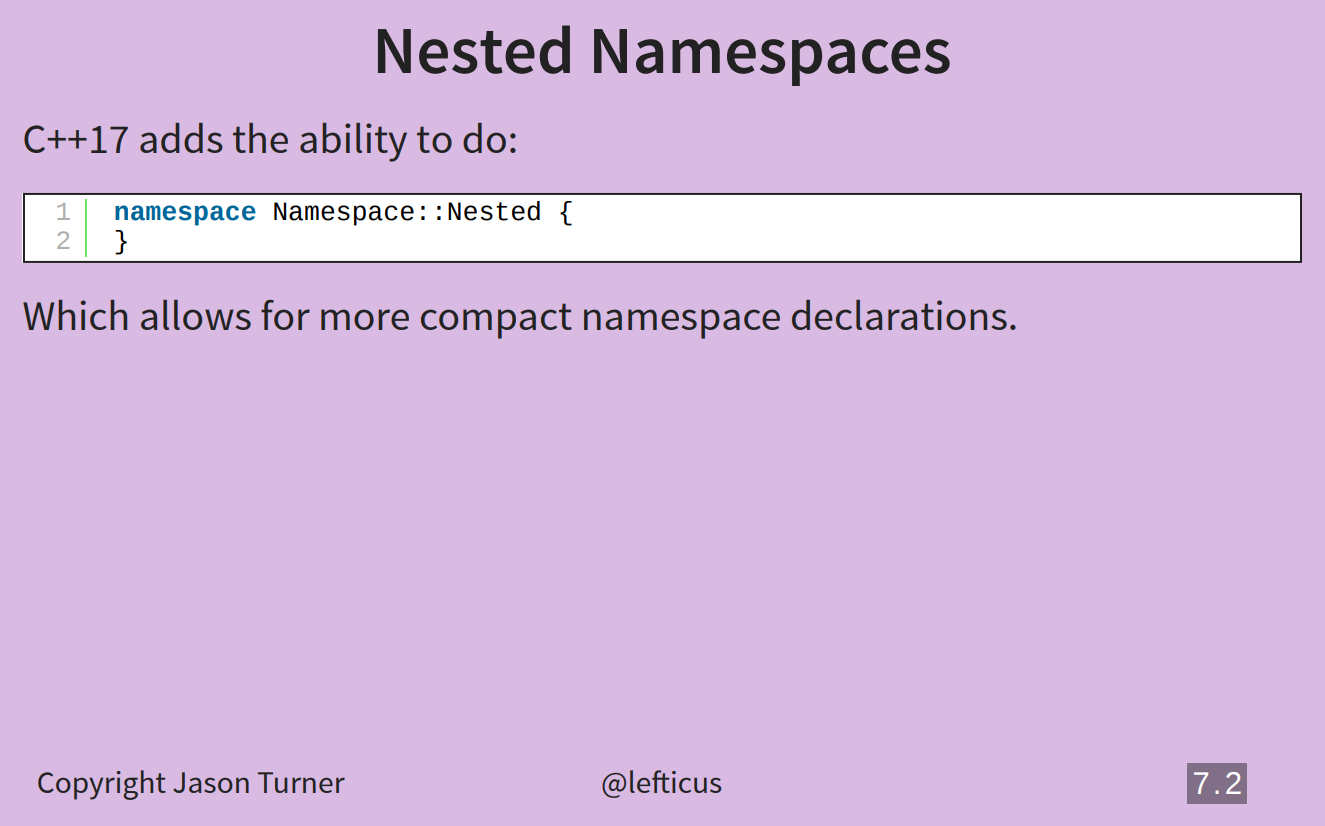 Nested Namespaces
C++17 adds the ability to do:
1 namespace Namespace::Nested {
2 }
Which allows for more compact namespace declarations.
Copyright Jason Turner @lefticus 7.2